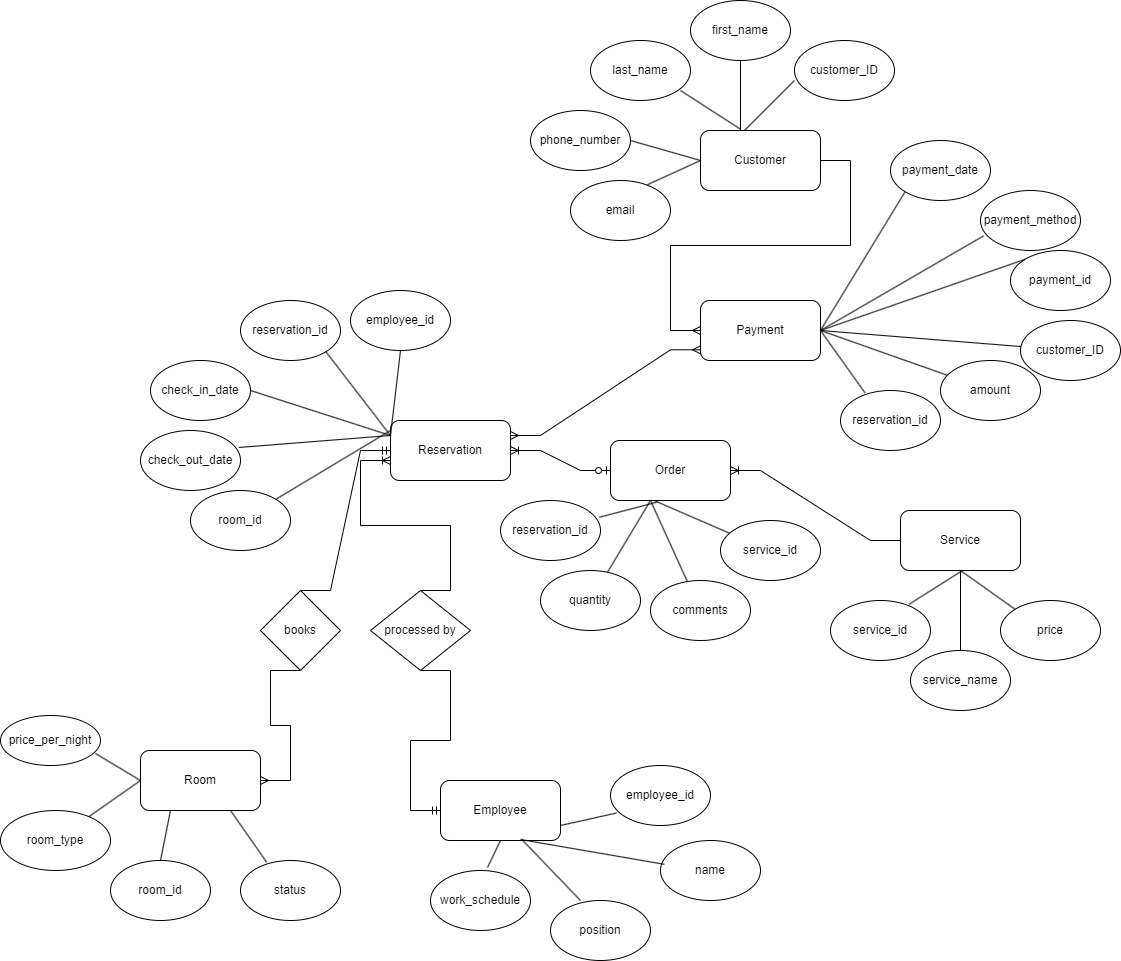 first_name
last_name
customer_ID
phone_number
Customer
payment_date
email
payment_method
payment_id
reservation_id
employee_id
Payment
customer_ID
check_in_date
amount
reservation_id
Reservation
check_out_date
Order
room_id
reservation_id
service_id
Service
quantity
comments
books
processed by
service_id
price
service_name
price_per_night
Room
employee_id
Employee
room_type
name
room_id
status
work_schedule
position